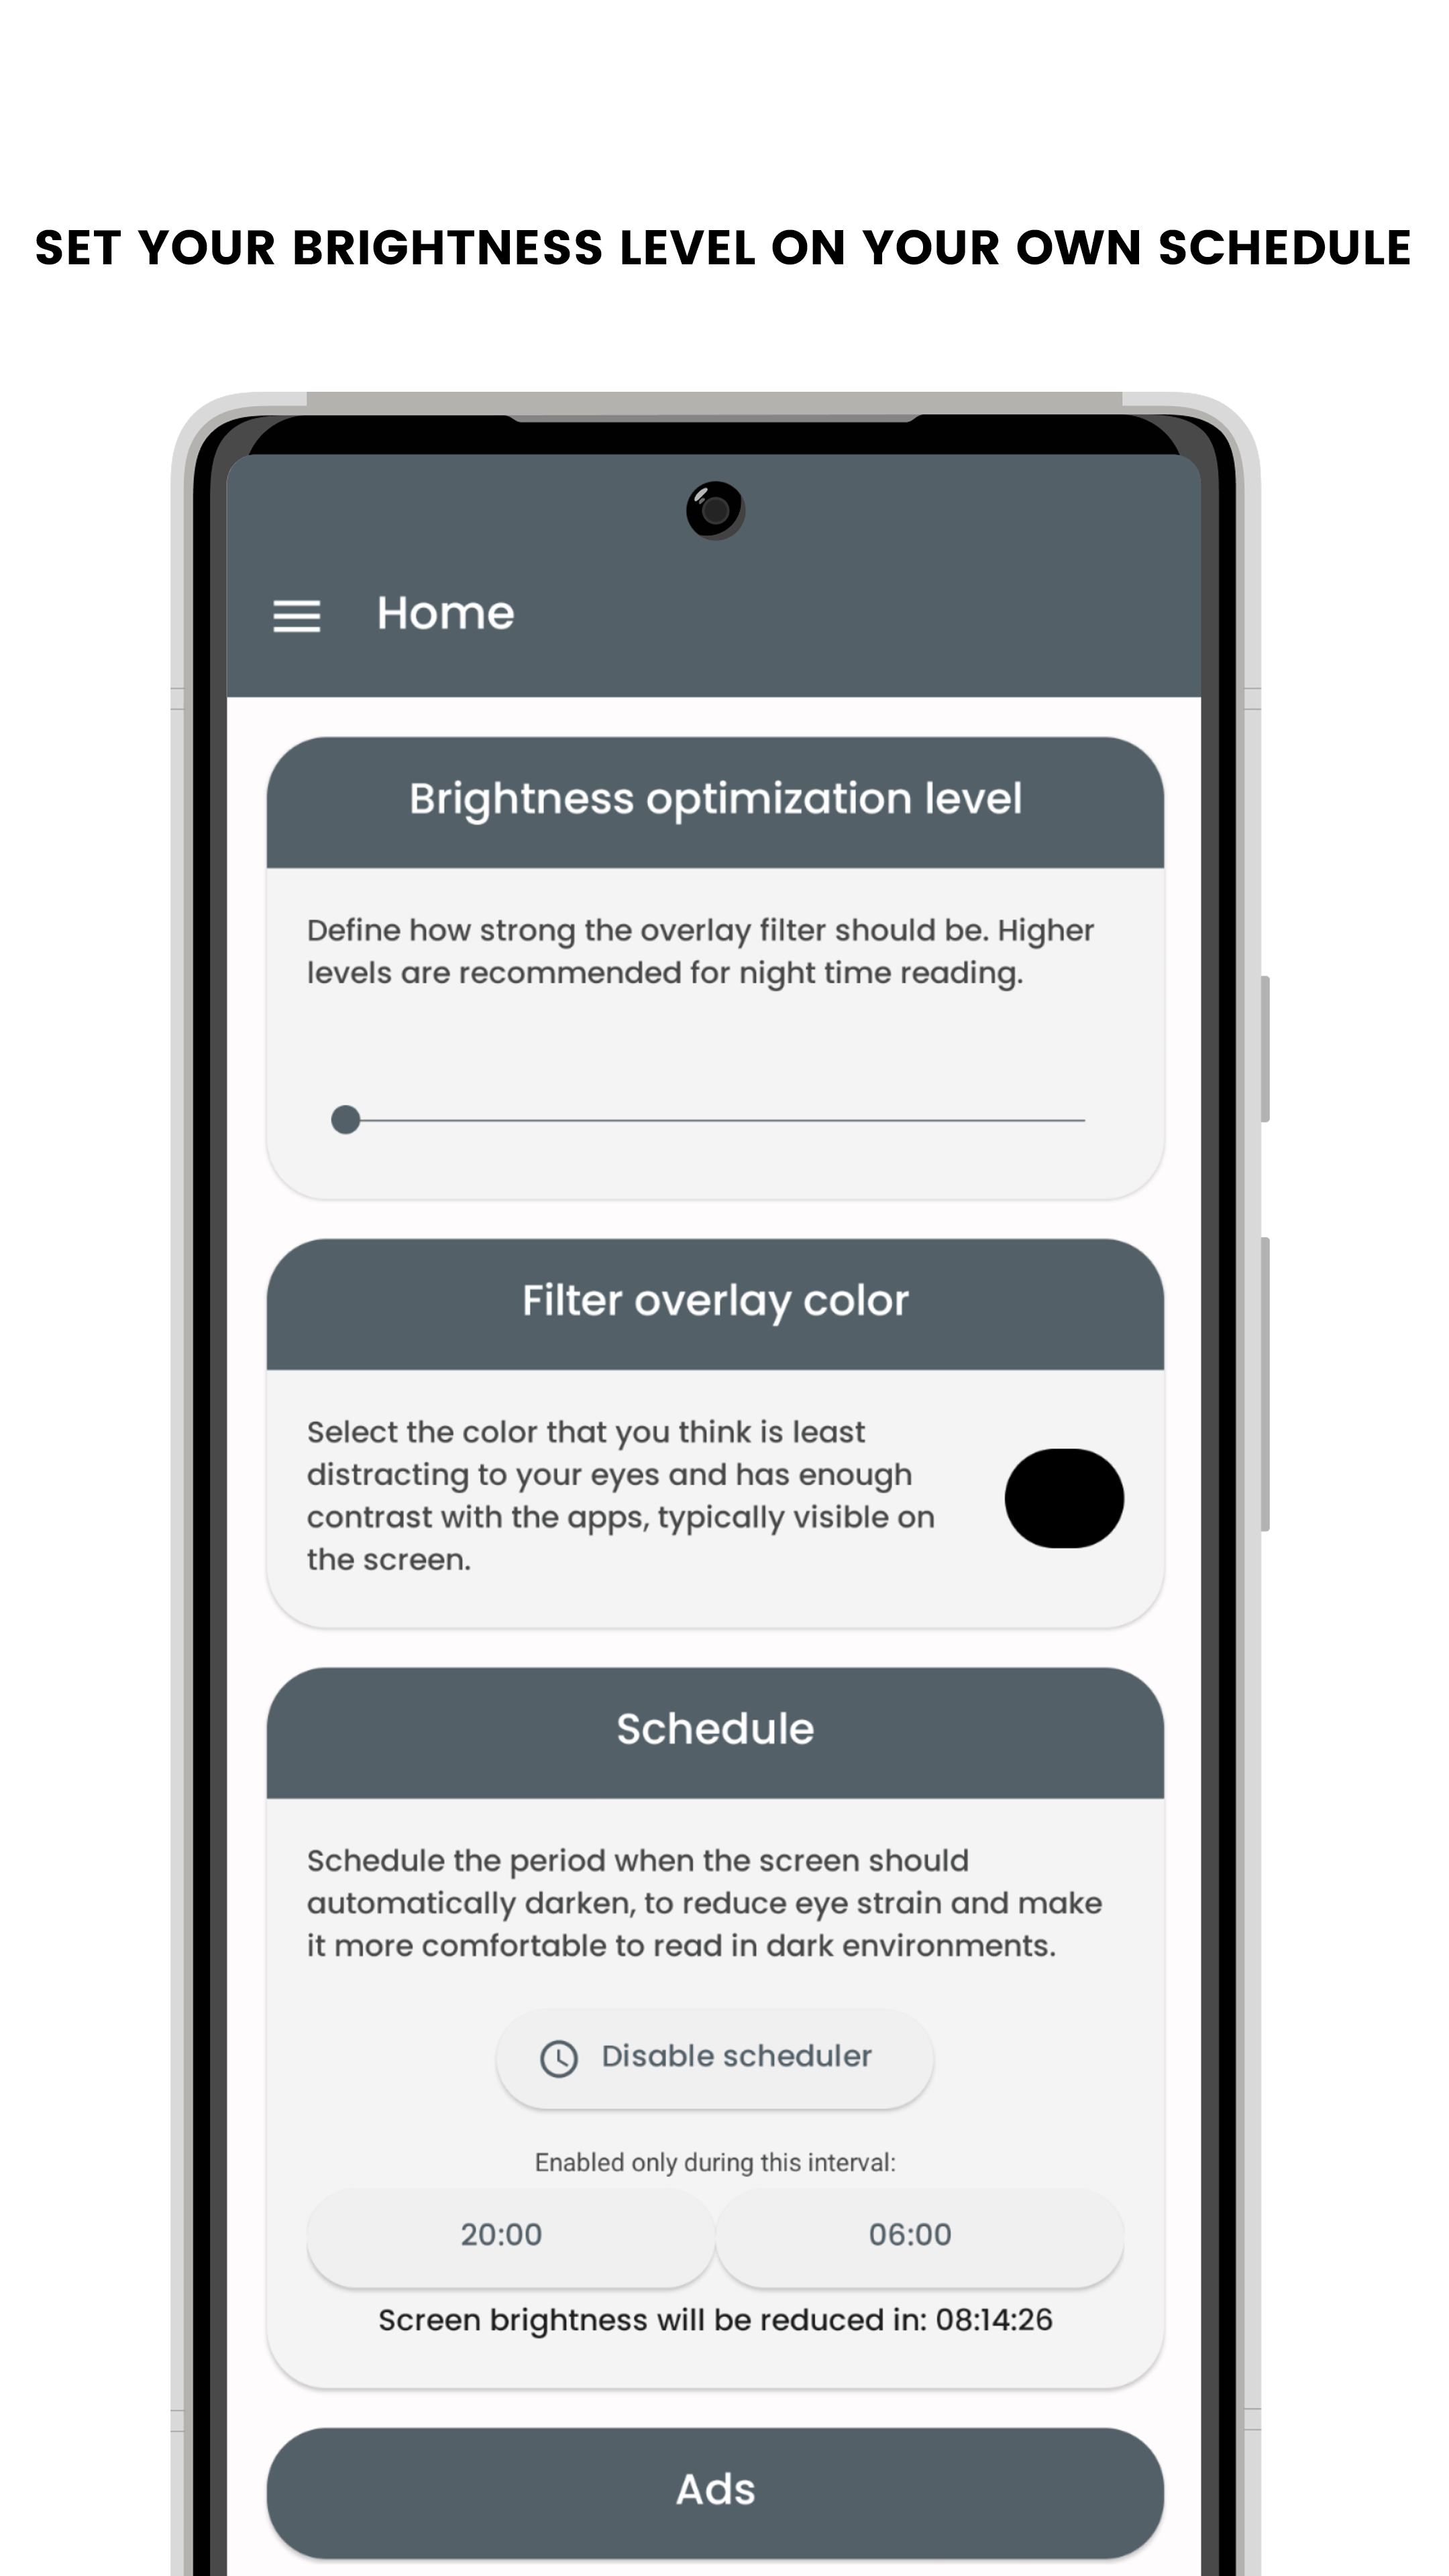 SET YOUR BRIGHTNESS LEVEL ON YOUR OWN SCHEDULE
Home
Brightness optimization level
Define how strong the overlay filter should be. Higher
levels are recommended for night time reading.
Filter overlay color
Select the color that you think is least
distracting to your eyes and has enough
contrast with the apps, typically visible on
the screen.
Schedule
Schedule the period when the screen should
automatically darken, to reduce eye strain and make
it more comfortable to read in dark environments.
Disable scheduler
Enabled only during this interval:
20:00 06:00
Screen brightness will be reduced in: 08:14:26
Ads